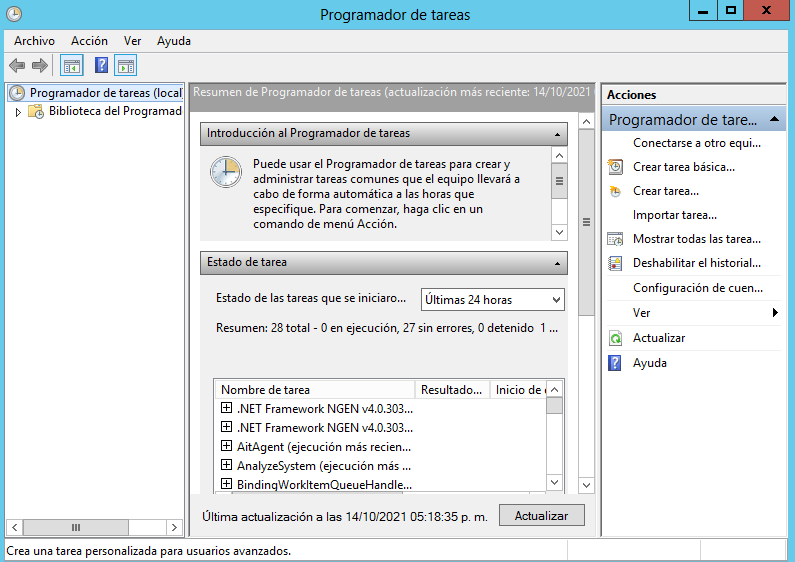 Programador de tareas
Archivo Acción Ver Ayuda
Programador de tareas (local)
Biblioteca del Programad
Resumen de Programador de tareas (actualización más reciente: 14/10/2021
Introducción al Programador de tareas
Puede usar el Programador de tareas para crear y
administrar tareas comunes que el equipo llevará a
cabo de forma automática a las horas que
especifique. Para comenzar, haga clic en un
comando de menú Acción.
Estado de tarea
Estado de las tareas que se iniciaro... Últimas 24 horas
Resumen: 28 total - 0 en ejecución, 27 sin errores, 0 detenido 1 ...
Nombre de tarea Resultado... Inicio de
.NET Framework NGEN v4.0.303...
.NET Framework NGEN v4.0.303...
AitAgent (ejecución más recien...
AnalyzeSystem (ejecución más ...
BindingWorkItemQueueHandle...
Última actualización a las 14/10/2021 05:18:35 p. m. Actualizar
Acciones
Programador de tare...
Conectarse a otro equi...
Crear tarea básica...
Crear tarea...
Importar tarea...
Mostrar todas las tarea...
Deshabilitar el historial...
Configuración de cuen...
Ver
Actualizar
Ayuda
Crea una tarea personalizada para usuarios avanzados.